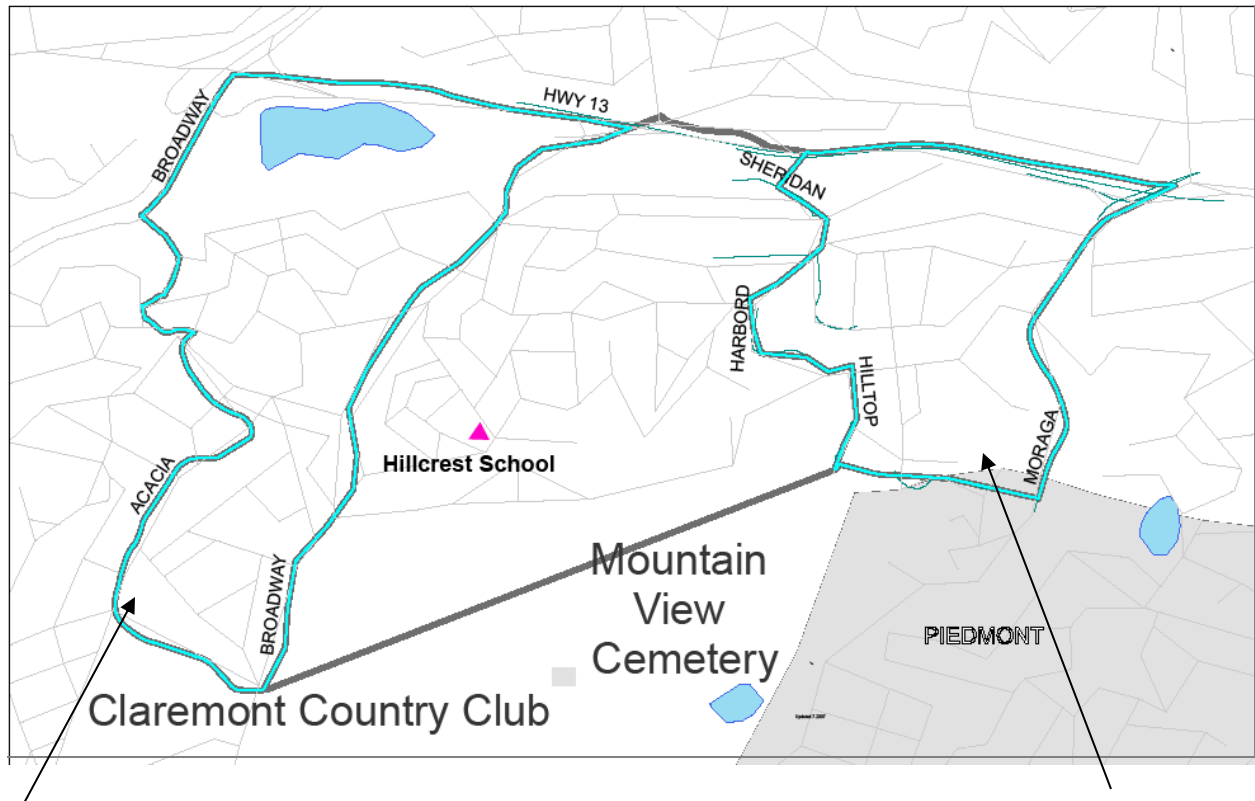 HWY 13
BROADWAY
SHERIDAN
HARBORD
HILLTOP
MORAGA
Hillcrest School
ACACIA
BROADWAY
Mountain
View
Cemetery
PIEDMONT
Claremont Country Club